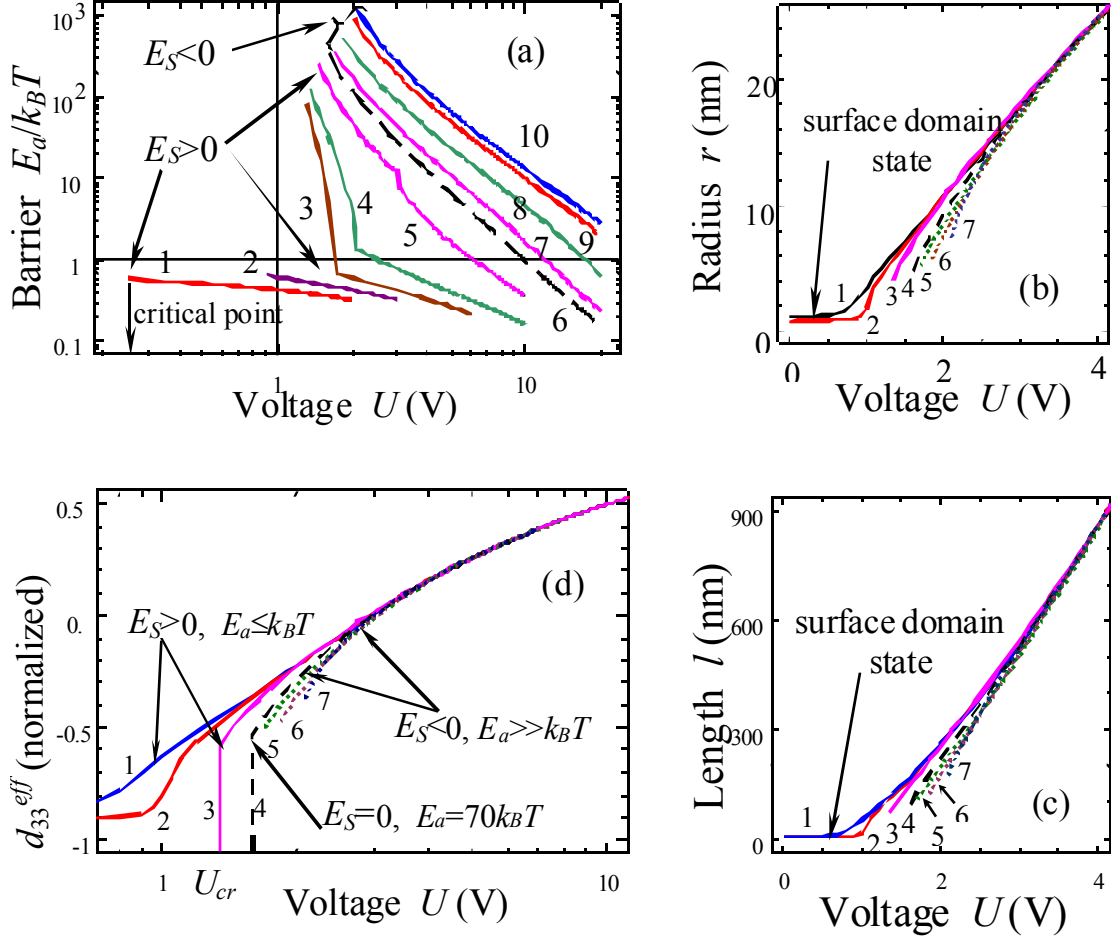 (a)
Barrier E_a/k_BT
10^3
10^2
10
1
0.1
E_S<0
E_S>0
1
2
3
4
5
6
7
8
9
10
critical point
1
10
Voltage U (V)
(b)
Radius r (nm)
20
10
0
surface domain
state
1
2
3
4
5
6
7
0
2
4
Voltage U (V)
(d)
d_33^eff (normalized)
0.5
0.
-0.5
-1
E_S>0, E_a≤k_BT
E_S<0, E_a>>k_BT
E_S=0, E_a=70k_BT
1
2
3
4
5
6
7
1
U_cr
10
Voltage U (V)
(c)
Length l (nm)
900
600
300
0
surface domain
state
1
2
3
4
5
6
7
0
2
4
Voltage U (V)